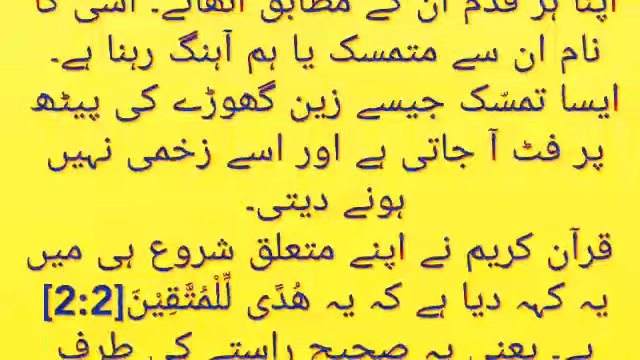 اپنا ہر قدم ان کے مطابق اٹھائے۔ اسی کا
نام ان سے متمسک یا ہم آہنگ رہنا ہے۔
ایسا تمسّک جیسے زین گھوڑے کی پیٹھ
پر فٹ آ جاتی ہے اور اسے زخمی نہیں
ہونے دیتی۔
قرآن کریم نے اپنے متعلق شروع ہی میں
یہ کہہ دیا ہے کہ یہ هُدًى لِّلْمُتَّقِيْنَ[2:2]
ہے۔ یعنی یہ صحیح راستے کی طرف